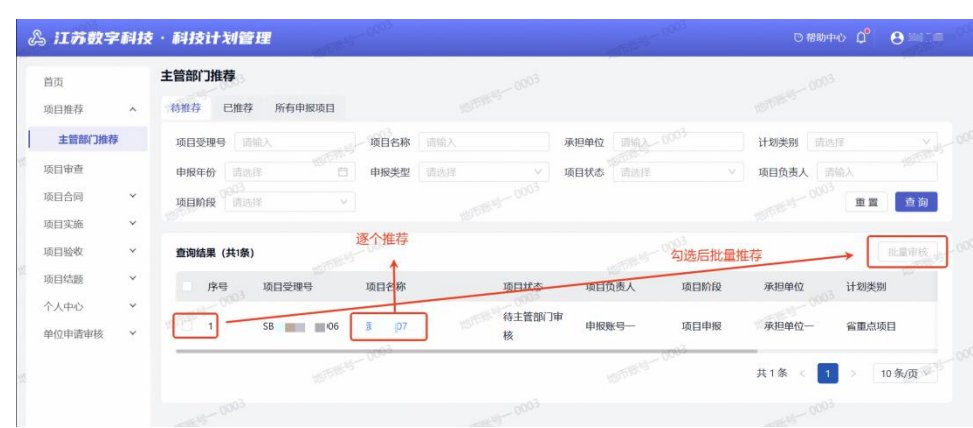 江苏数字科技 · 科技计划管理
帮助中心
首页
项目推荐
主管部门推荐
项目审查
项目合同
项目实施
项目验收
项目结题
个人中心
单位申请审核
主管部门推荐
待推荐 已推荐 所有申报项目
项目受理号 请输入 项目名称 请输入 承担单位 请输入 计划类别 请选择
申报年份 请选择 申报类型 请选择 项目状态 请选择 项目负责人 请输入
项目阶段 请选择 重置 查询
逐个推荐
查询结果（共1条）
勾选后批量推荐
批量审核
序号 项目受理号 项目名称 项目状态 项目负责人 项目阶段 承担单位 计划类别
1 SB 06 07 待主管部门审核 申报账号一 项目申报 承担单位一 省重点项目
共 1 条 < 1 > 10 条/页
地市账号一 0003